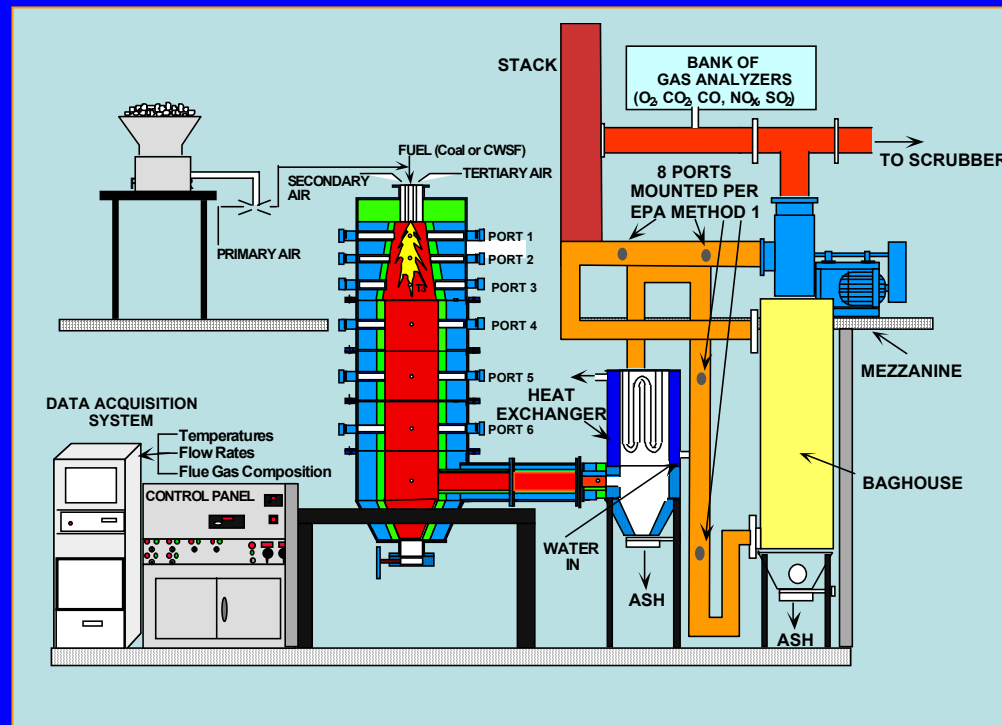 STACK
BANK OF
GAS ANALYZERS
(O2, CO2, CO, NOx, SO2)
TO SCRUBBER
FUEL (Coal or CWSF)
SECONDARY
AIR
TERTIARY AIR
8 PORTS
MOUNTED PER
EPA METHOD 1
PRIMARY AIR
PORT 1
PORT 2
PORT 3
T3
PORT 4
PORT 5
PORT 6
MEZZANINE
HEAT
EXCHANGER
DATA ACQUISITION
SYSTEM
Temperatures
Flow Rates
Flue Gas Composition
CONTROL PANEL
BAGHOUSE
WATER
IN
ASH
ASH